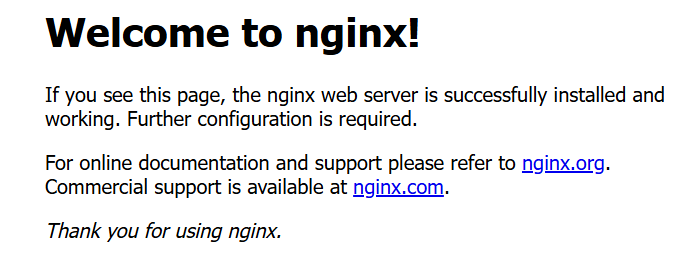 Welcome to nginx!
If you see this page, the nginx web server is successfully installed and
working. Further configuration is required.
For online documentation and support please refer to nginx.org.
Commercial support is available at nginx.com.
Thank you for using nginx.